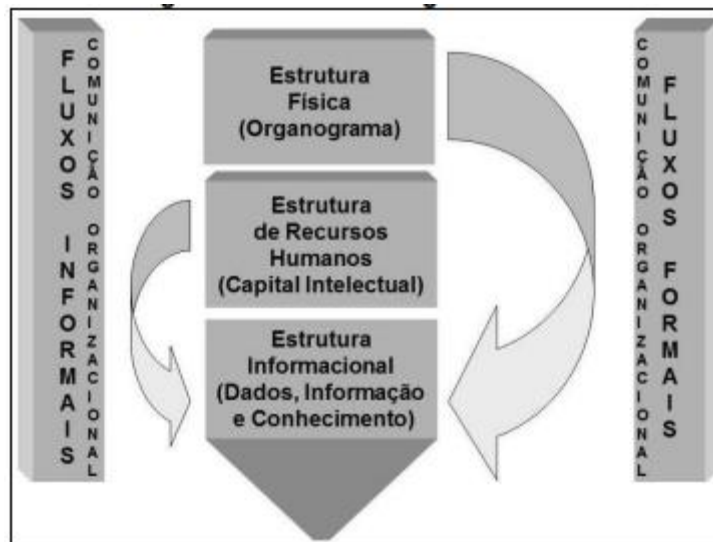 FLUXOS INFORMAIS
COMUNIÇÃO ORGANIZACIONAL
Estrutura
Física
(Organograma)
Estrutura
de Recursos
Humanos
(Capital Intelectual)
Estrutura
Informacional
(Dados, Informação
e Conhecimento)
COMUNICAÇÃO ORGANIZACIONAL
FLUXOS FORMAIS